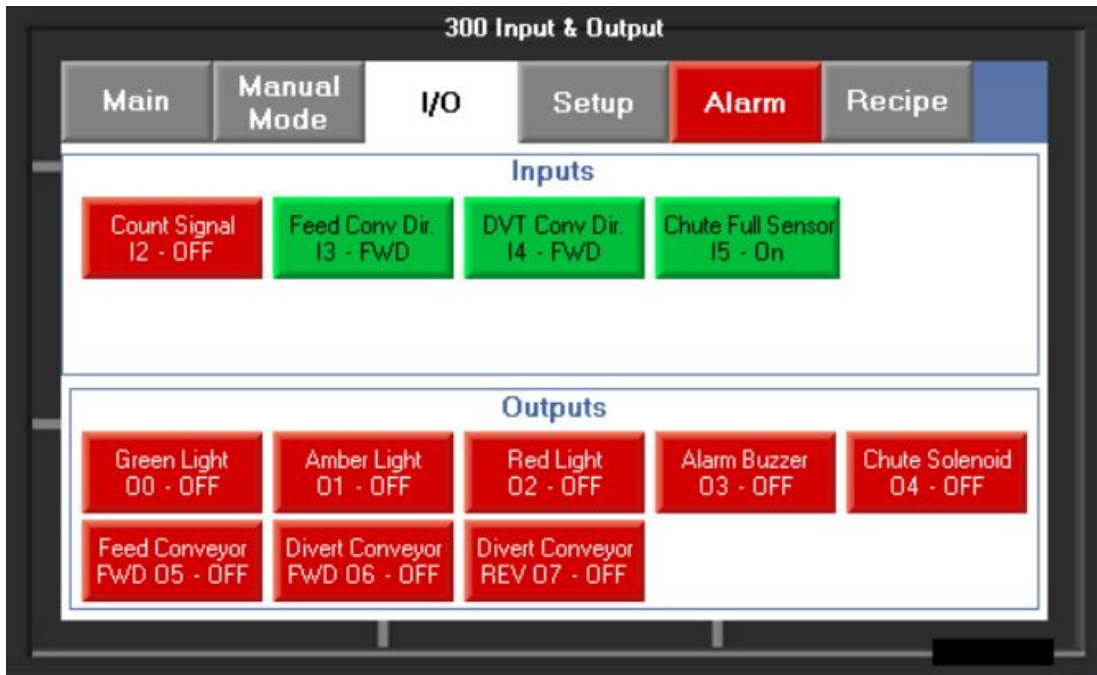 300 Input & Output
Main
Manual
Mode
I/O
Setup
Alarm
Recipe
Inputs
Count Signal
I2 - OFF
Feed Conv Dir.
I3 - FWD
DVT Conv Dir.
I4 - FWD
Chute Full Sensor
I5 - On
Outputs
Green Light
O0 - OFF
Amber Light
O1 - OFF
Red Light
O2 - OFF
Alarm Buzzer
O3 - OFF
Chute Solenoid
O4 - OFF
Feed Conveyor
FWD O5 - OFF
Divert Conveyor
FWD O6 - OFF
Divert Conveyor
REV O7 - OFF